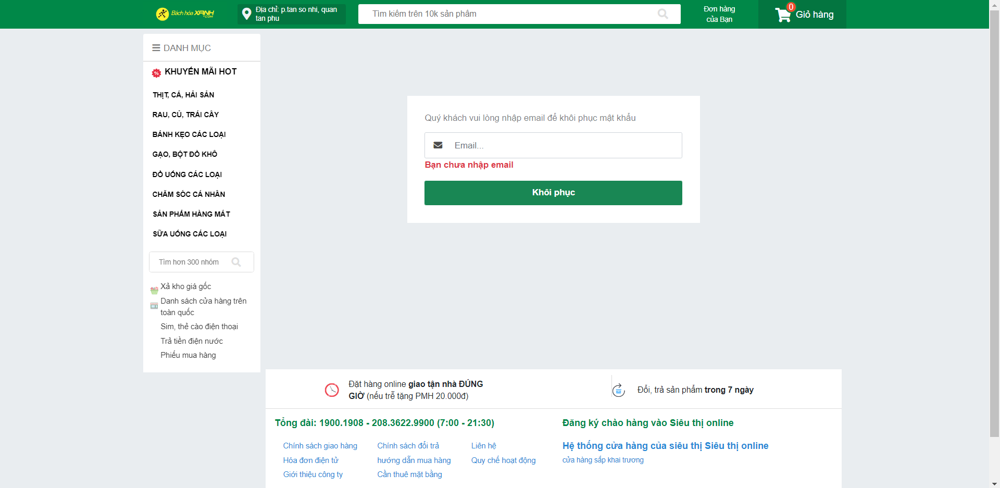 Bách hóa XANH
.COM
Địa chỉ: p.tan so nhi, quan
tan phu
Tìm kiếm trên 10k sản phẩm
Đơn hàng
của Bạn
0
Giỏ hàng
DANH MỤC
% KHUYẾN MÃI HOT
THỊT, CÁ, HẢI SẢN
RAU, CỦ, TRÁI CÂY
BÁNH KẸO CÁC LOẠI
GẠO, BỘT ĐỒ KHÔ
ĐỒ UỐNG CÁC LOẠI
CHĂM SÓC CÁ NHÂN
SẢN PHẨM HÀNG MÁT
SỮA UỐNG CÁC LOẠI
Tìm hơn 300 nhóm
Xả kho giá gốc
Danh sách cửa hàng trên
toàn quốc
Sim, thẻ cào điện thoại
Trả tiền điện nước
Phiếu mua hàng
Quý khách vui lòng nhập email để khôi phục mật khẩu
Email...
Bạn chưa nhập email
Khôi phục
Đặt hàng online giao tận nhà ĐÚNG
GIỜ (nếu trễ tặng PMH 20.000đ)
Đổi, trả sản phẩm trong 7 ngày
Tổng đài: 1900.1908 - 208.3622.9900 (7:00 - 21:30)
Chính sách giao hàng
Chính sách đổi trả
Liên hệ
Hóa đơn điện tử
hướng dẫn mua hàng
Quy chế hoạt động
Giới thiệu công ty
Cần thuê mặt bằng
Đăng ký chào hàng vào Siêu thị online
Hệ thống cửa hàng của siêu thị Siêu thị online
cửa hàng sắp khai trương